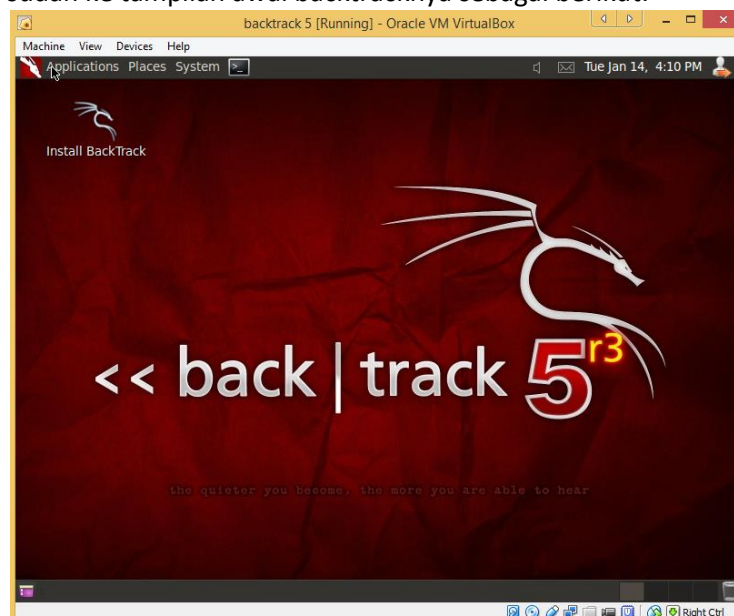 sudah ke tampilan awal backtracknya sebagai berikut:
backtrack 5 [Running] - Oracle VM VirtualBox
Machine View Devices Help
Applications Places System Tue Jan 14, 4:10 PM
Install BackTrack
<< back | track 5 r3
the quieter you become, the more you are able to hear
Right Ctrl